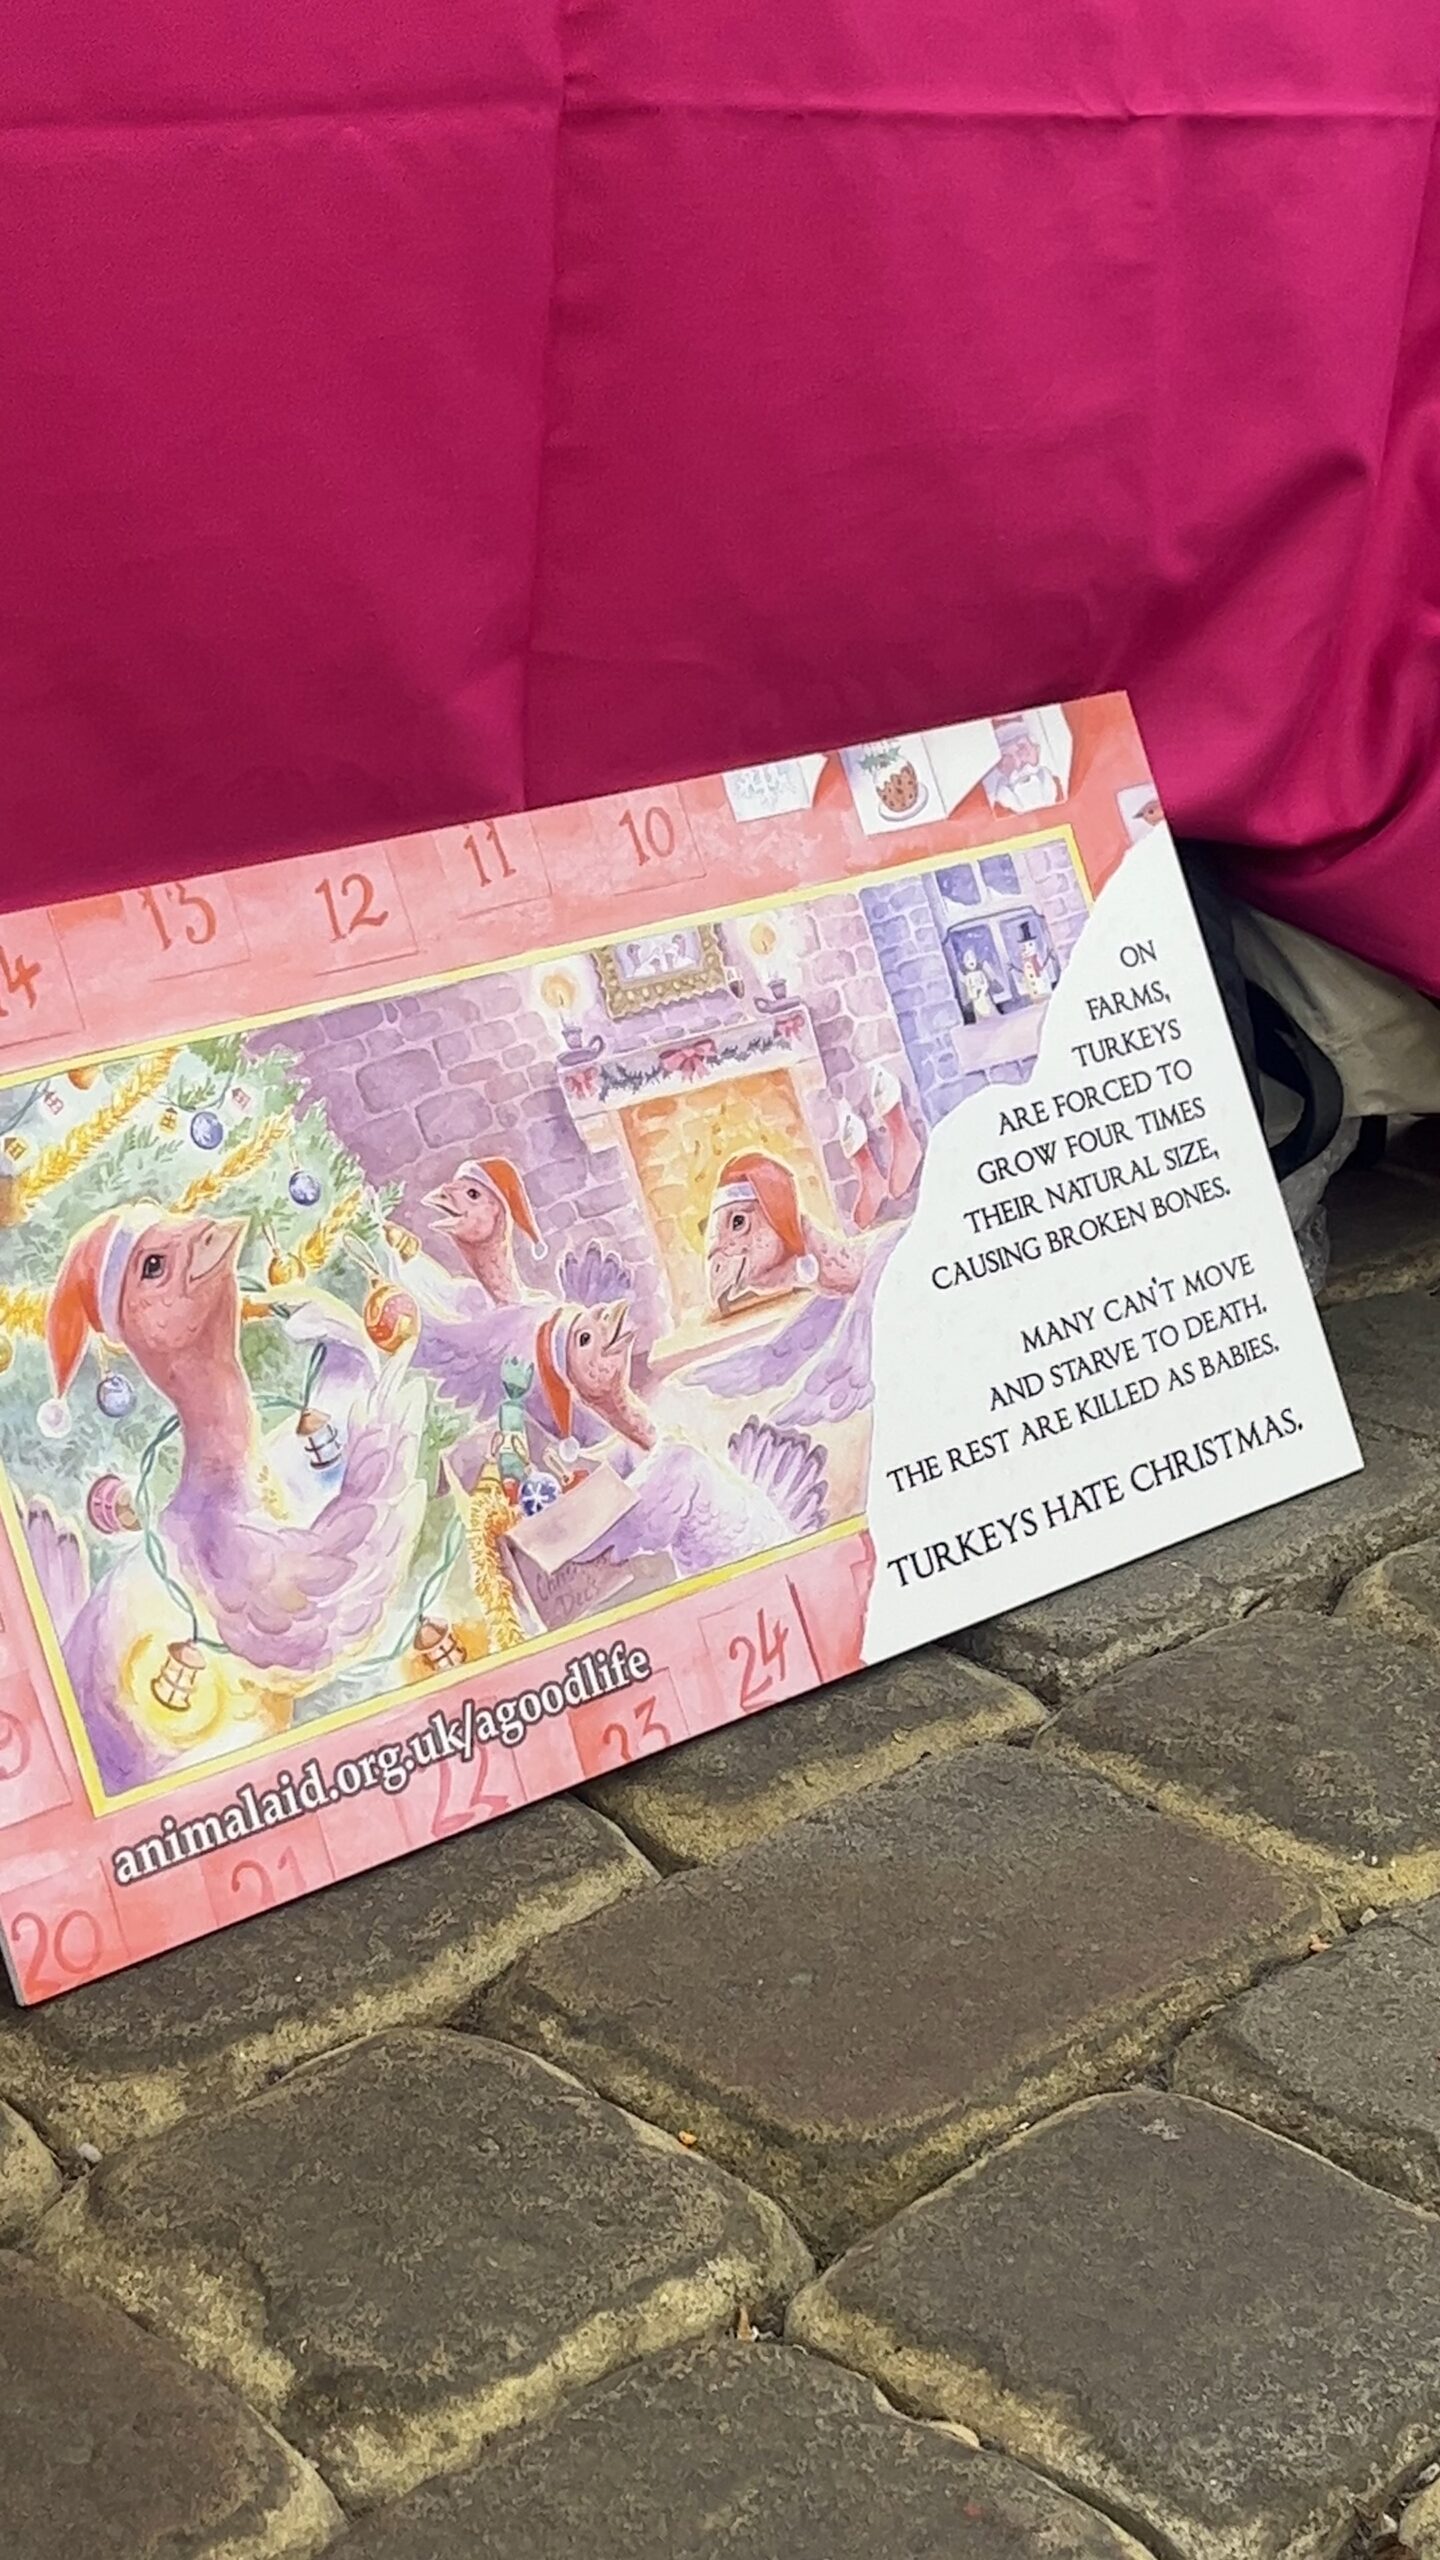 14 13 12 11 10
ON
FARMS,
TURKEYS
ARE FORCED TO
GROW FOUR TIMES
THEIR NATURAL SIZE,
CAUSING BROKEN BONES.
MANY CAN'T MOVE
AND STARVE TO DEATH.
THE REST ARE KILLED AS BABIES.
TURKEYS HATE CHRISTMAS.
animalaid.org.uk/agoodlife
20 21 22 23 24